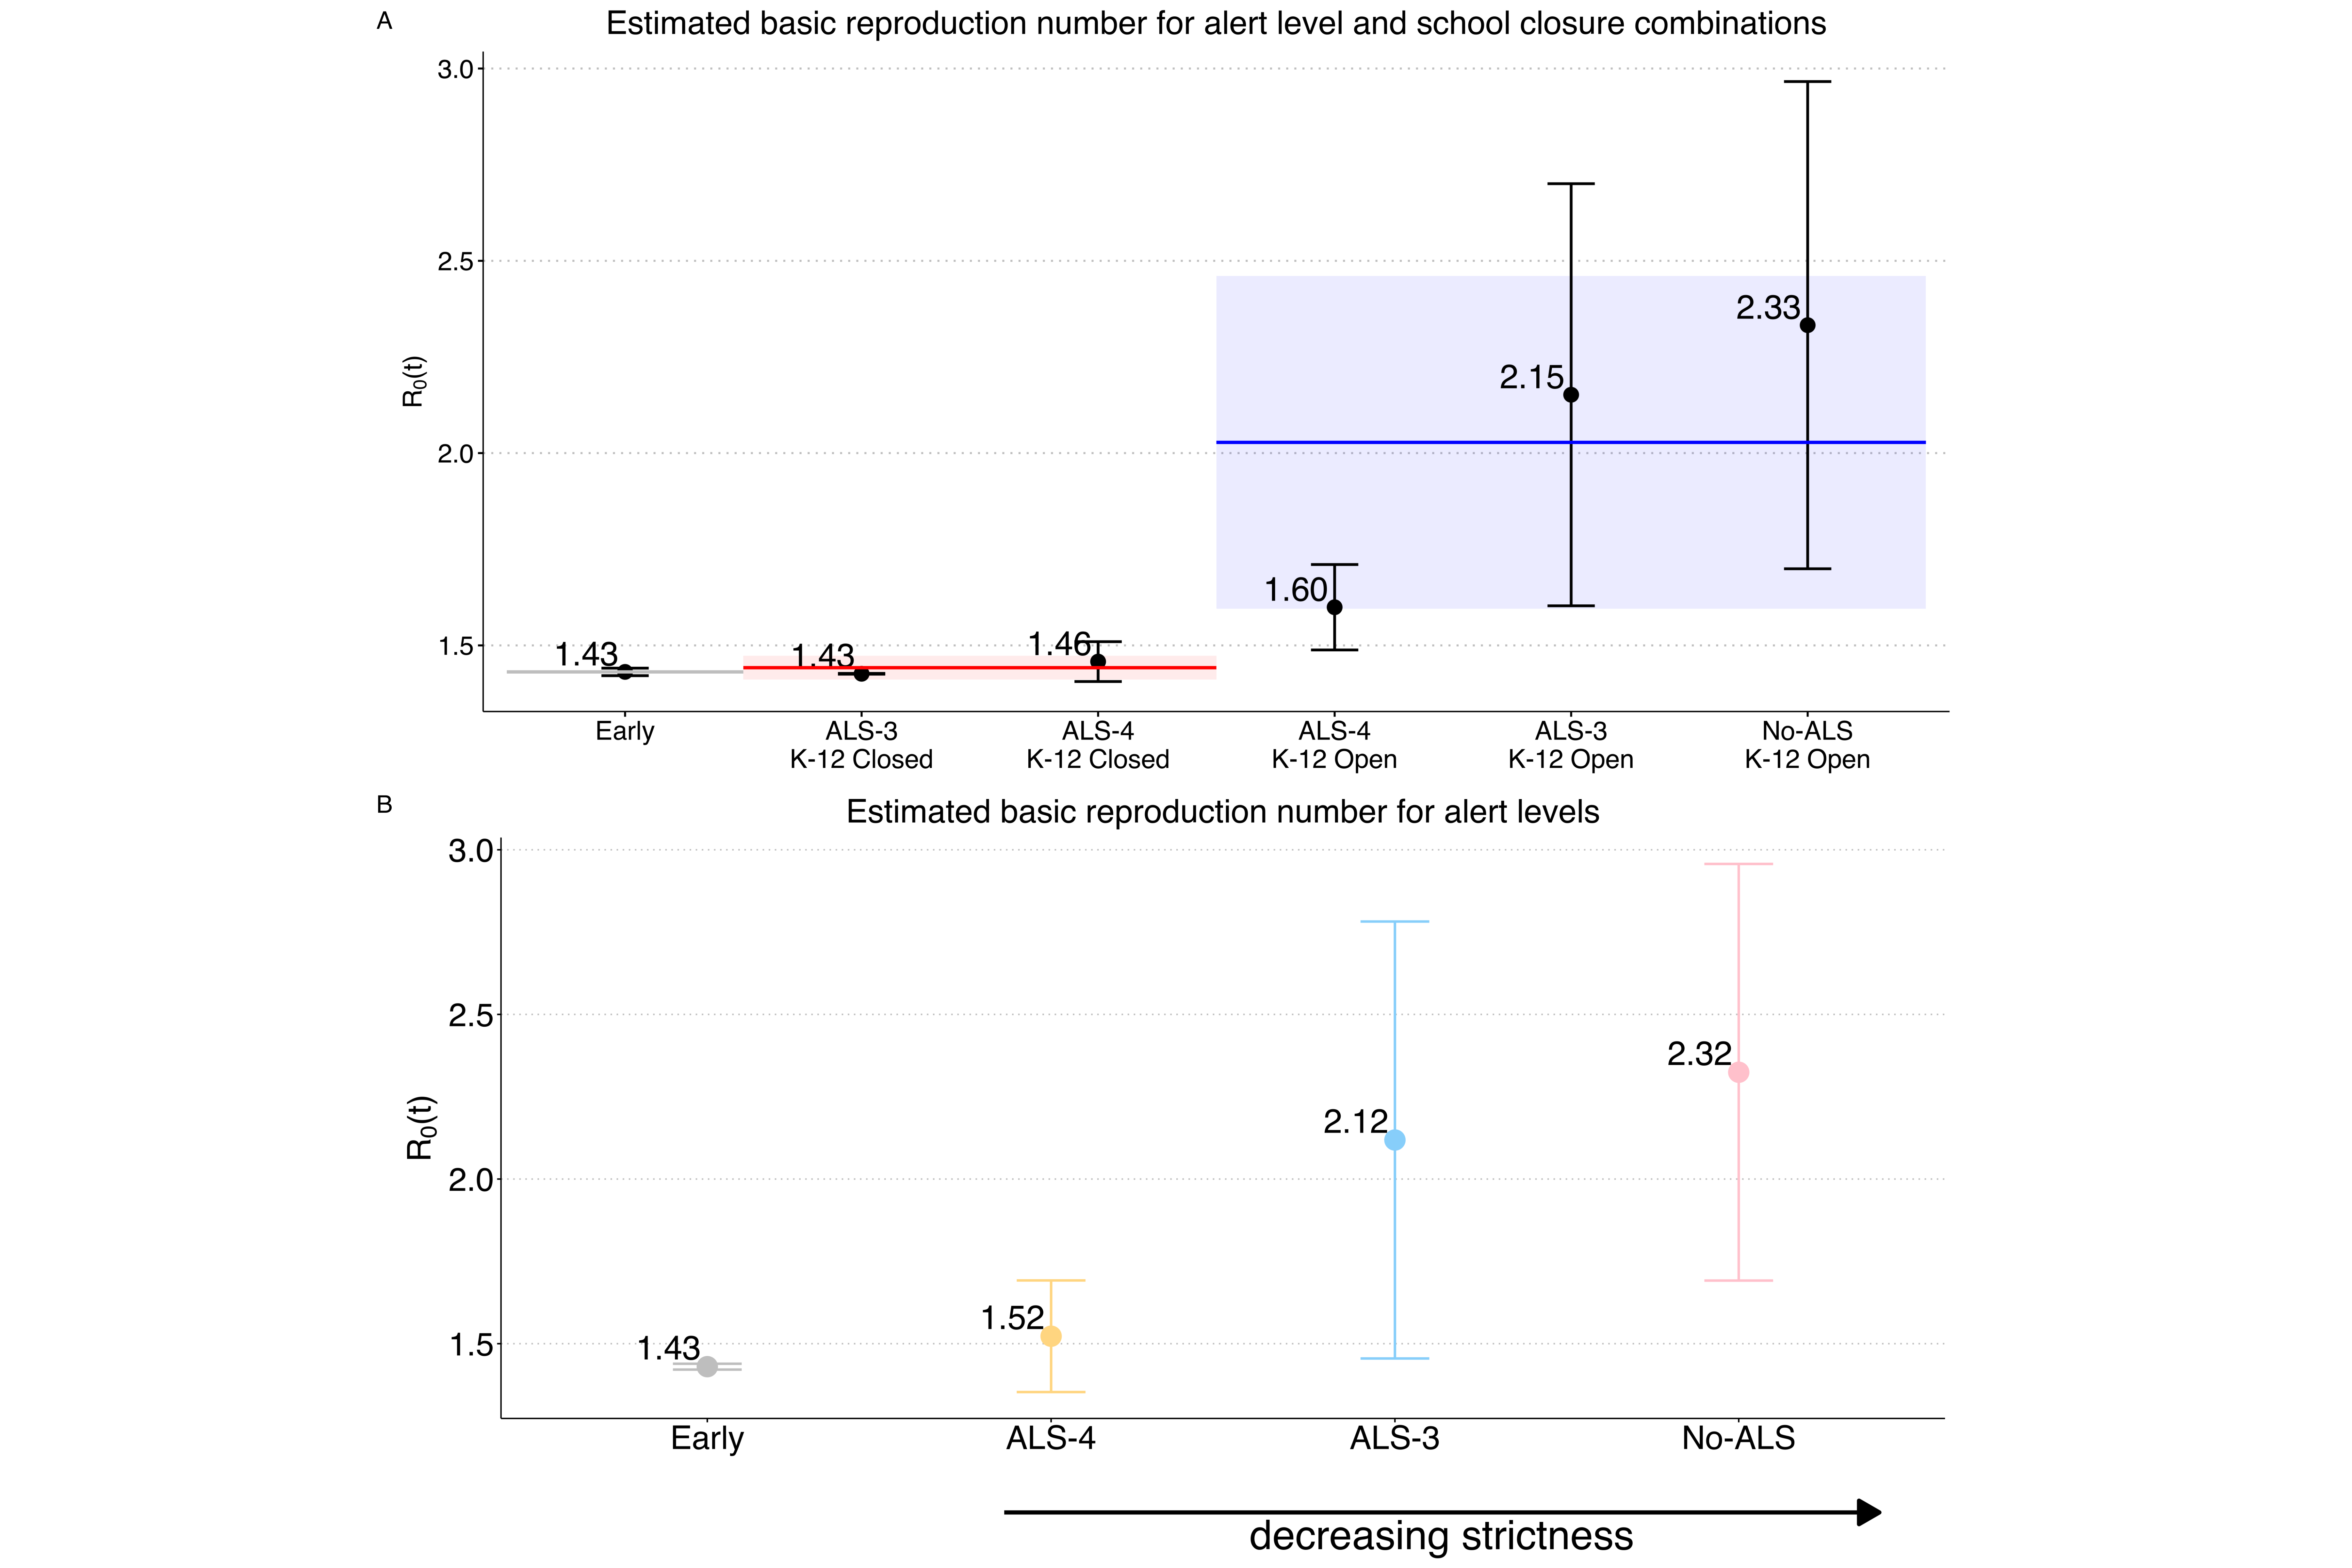 A
Estimated basic reproduction number for alert level and school closure combinations
3.0
2.5
2.0
1.5
R₀(t)
1.43
1.43
1.46
1.60
2.15
2.33
Early
ALS-3
K-12 Closed
ALS-4
K-12 Closed
ALS-4
K-12 Open
ALS-3
K-12 Open
No-ALS
K-12 Open
B
Estimated basic reproduction number for alert levels
3.0
2.5
2.0
1.5
R₀(t)
1.43
1.52
2.12
2.32
Early
ALS-4
ALS-3
No-ALS
decreasing strictness